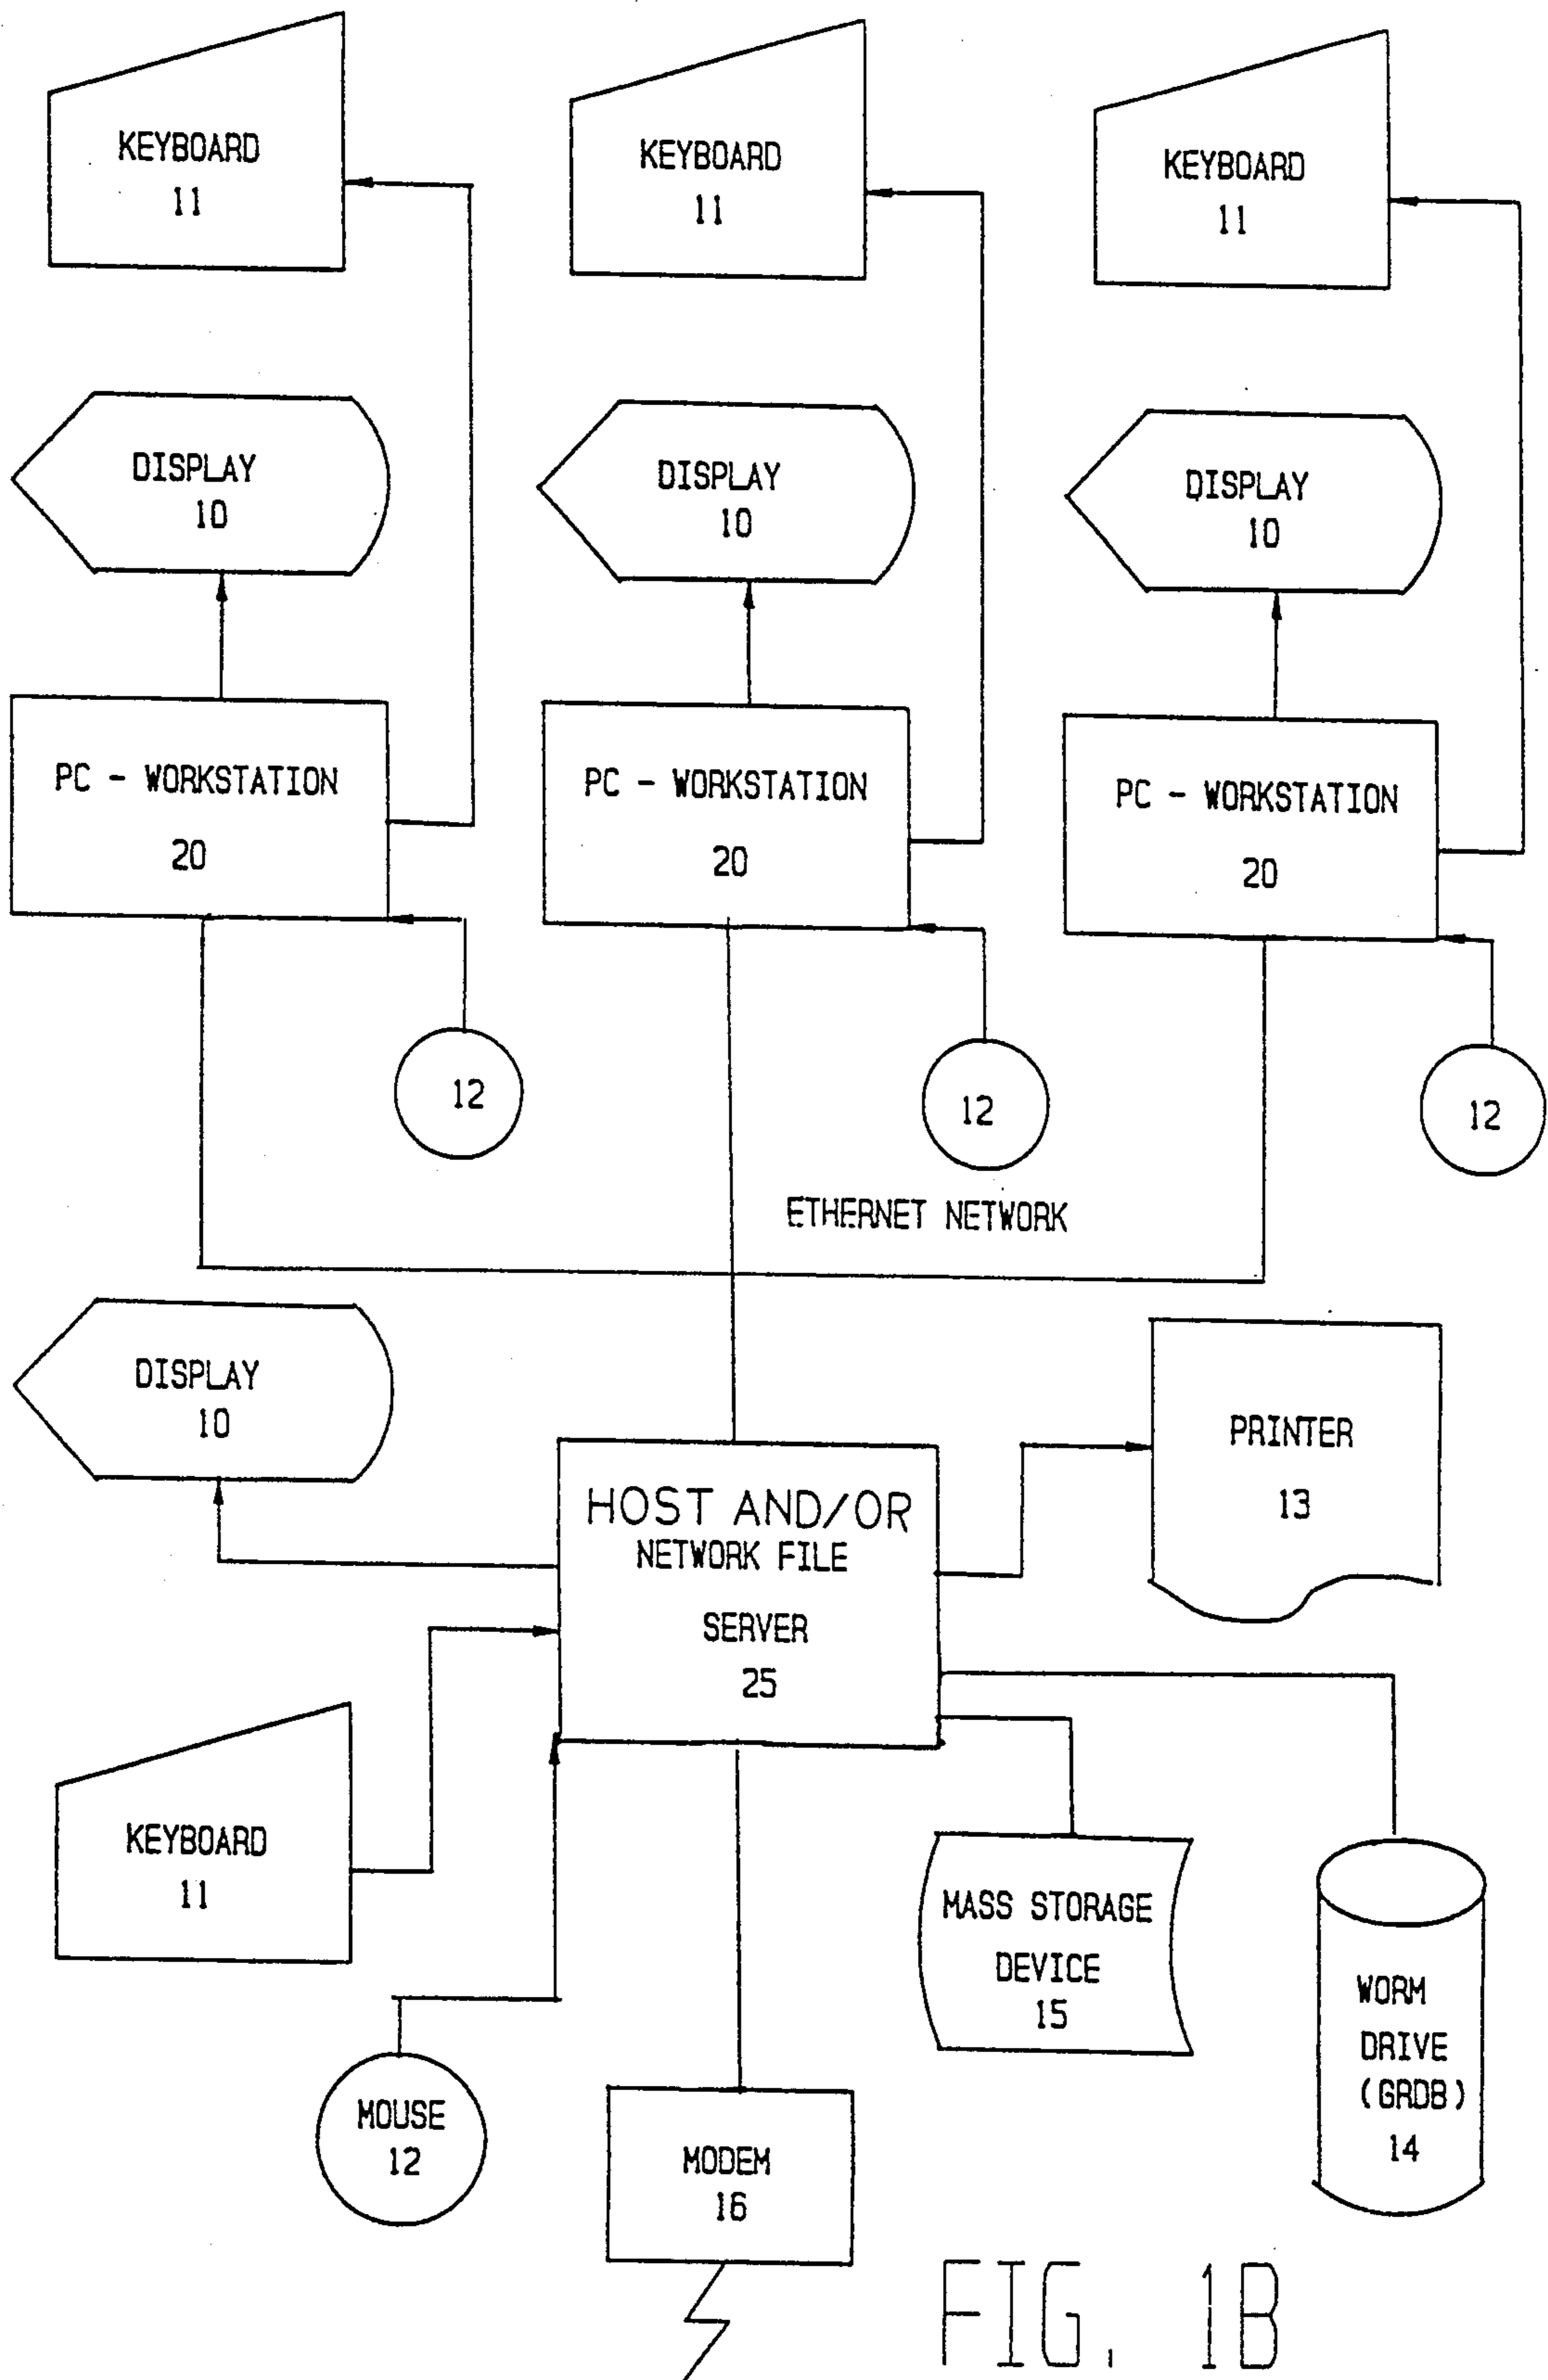 KEYBOARD
11
KEYBOARD
11
KEYBOARD
11
DISPLAY
10
DISPLAY
10
DISPLAY
10
PC - WORKSTATION
20
PC - WORKSTATION
20
PC - WORKSTATION
20
12
12
12
ETHERNET NETWORK
DISPLAY
10
HOST AND/OR
NETWORK FILE
SERVER
25
PRINTER
13
KEYBOARD
11
MASS STORAGE
DEVICE
15
WORM
DRIVE
(GRDB)
14
MOUSE
12
MODEM
16
FIG. 1B